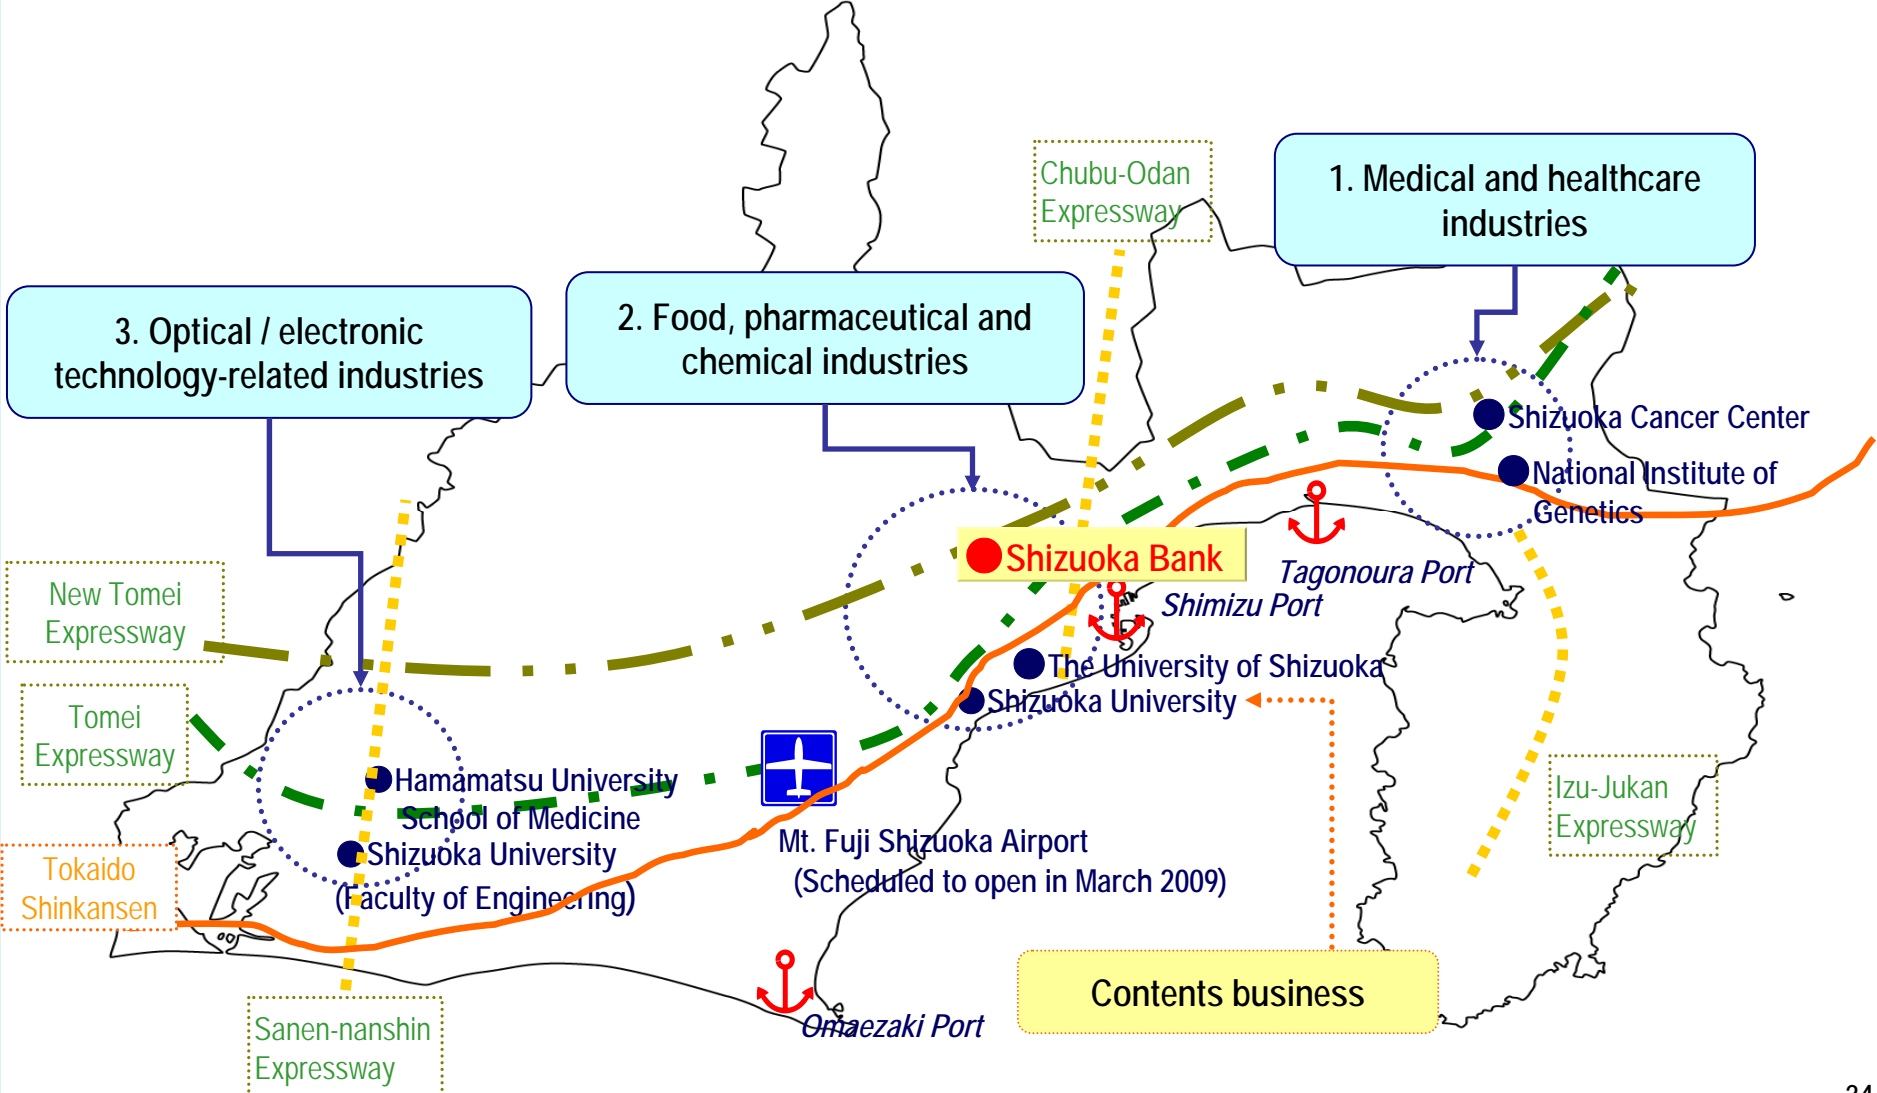 Chubu-Odan
Expressway
1. Medical and healthcare
industries
2. Food, pharmaceutical and
chemical industries
3. Optical / electronic
technology-related industries
Shizuoka Cancer Center
National Institute of
Genetics
Shizuoka Bank
Tagonoura Port
Shimizu Port
New Tomei
Expressway
The University of Shizuoka
Shizuoka University
Tomei
Expressway
Hamamatsu University
School of Medicine
Shizuoka University
(Faculty of Engineering)
Izu-Jukan
Expressway
Mt. Fuji Shizuoka Airport
(Scheduled to open in March 2009)
Tokaido
Shinkansen
Contents business
Omaezaki Port
Sanen-nanshin
Expressway